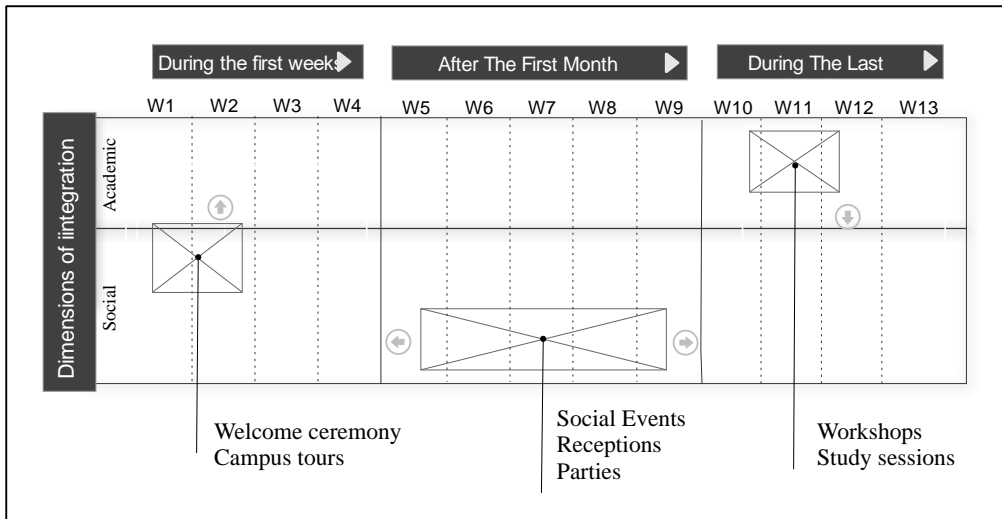 During the first weeks
After The First Month
During The Last
W1 W2 W3 W4 W5 W6 W7 W8 W9 W10 W11 W12 W13
Dimensions of iintegration
Academic
Social
Welcome ceremony
Campus tours
Social Events
Receptions
Parties
Workshops
Study sessions